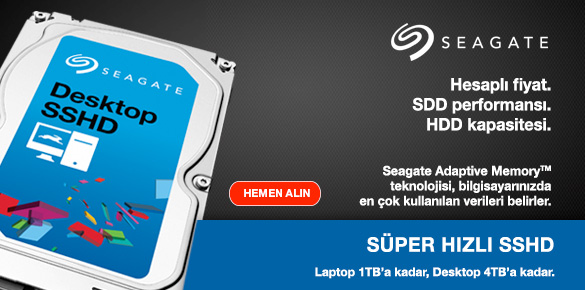 SEAGATE
Desktop
SSHD
SEAGATE
Hesaplı fiyat.
SDD performansı.
HDD kapasitesi.
Seagate Adaptive Memory™
teknolojisi, bilgisayarınızda
en çok kullanılan verileri belirler.
HEMEN ALIN
SÜPER HIZLI SSHD
Laptop 1TB'a kadar, Desktop 4TB'a kadar.